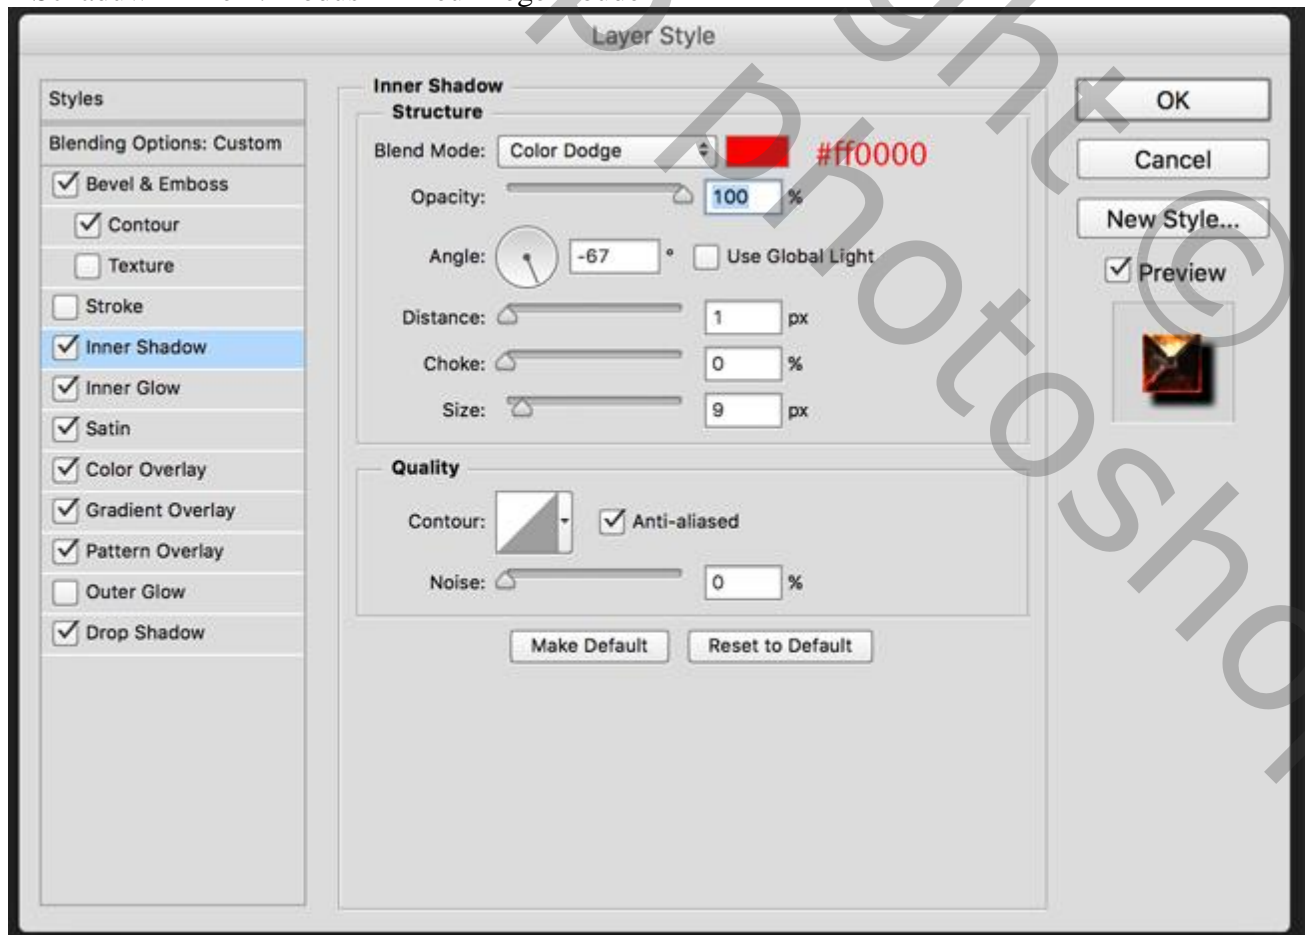 Layer Style
Styles
Blending Options: Custom
Bevel & Emboss
Contour
Texture
Stroke
Inner Shadow
Inner Glow
Satin
Color Overlay
Gradient Overlay
Pattern Overlay
Outer Glow
Drop Shadow
Inner Shadow
Structure
Blend Mode: Color Dodge #ff0000
Opacity: 100 %
Angle: -67 ° Use Global Light
Distance: 1 px
Choke: 0 %
Size: 9 px
Quality
Contour: Anti-aliased
Noise: 0 %
Make Default Reset to Default
OK
Cancel
New Style...
Preview